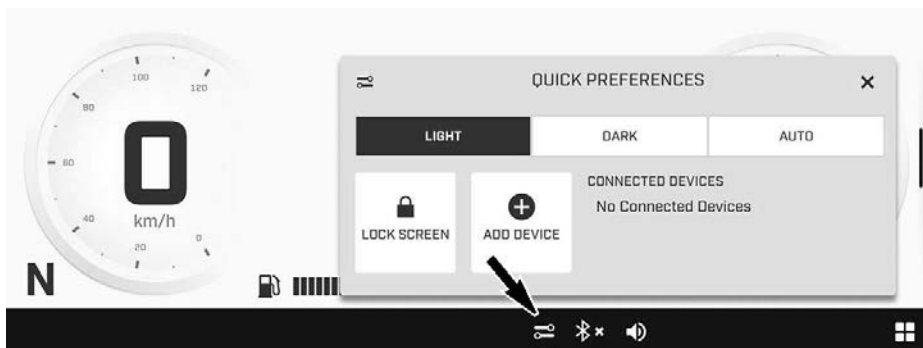 QUICK PREFERENCES
LIGHT
DARK
AUTO
LOCK SCREEN
ADD DEVICE
CONNECTED DEVICES
No Connected Devices
100
120
80
60
0
km/h
40
20
0
N